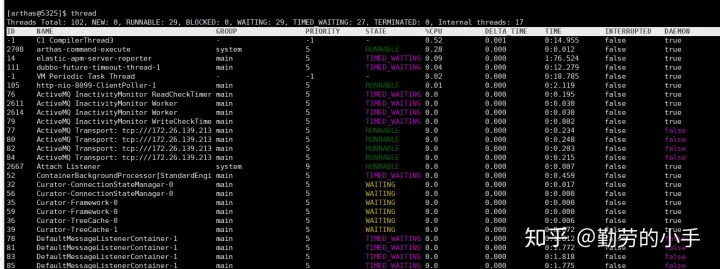 [arthas@5325]$ thread
Threads Total: 102, NEW: 0, RUNNABLE: 29, BLOCKED: 0, WAITING: 29, TIMED_WAITING: 27, TERMINATED: 0, Internal threads: 17
ID NAME GROUP PRIORITY STATE %CPU DELTA_TIME TIME INTERRUPTED DAEMON
-1 C1 CompilerThread3 - -1 - 0.52 0.001 0:14.955 false true
2708 arthas-command-execute system 5 RUNNABLE 0.28 0.000 0:0.012 false true
14 elastic-apm-server-reporter main 5 TIMED_WAITING 0.09 0.000 1:76.524 false true
111 dubbo-future-timeout-thread-1 main 5 TIMED_WAITING 0.04 0.000 0:12.279 false true
-1 VM Periodic Task Thread - -1 - 0.02 0.000 0:18.785 false true
105 http-nio-8099-ClientPoller-1 main 5 RUNNABLE 0.01 0.000 0:2.119 false true
76 ActiveMQ InactivityMonitor ReadCheckTimer main 5 TIMED_WAITING 0.0 0.000 0:0.195 false true
2611 ActiveMQ InactivityMonitor Worker main 5 TIMED_WAITING 0.0 0.000 0:0.030 false true
2614 ActiveMQ InactivityMonitor Worker main 5 TIMED_WAITING 0.0 0.000 0:0.030 false true
79 ActiveMQ InactivityMonitor WriteCheckTime main 5 TIMED_WAITING 0.0 0.000 0:0.802 false true
77 ActiveMQ Transport: tcp:///172.26.139.213 main 5 RUNNABLE 0.0 0.000 0:0.234 false false
80 ActiveMQ Transport: tcp:///172.26.139.213 main 5 RUNNABLE 0.0 0.000 0:0.248 false false
82 ActiveMQ Transport: tcp:///172.26.139.213 main 5 RUNNABLE 0.0 0.000 0:0.203 false false
84 ActiveMQ Transport: tcp:///172.26.139.213 main 5 RUNNABLE 0.0 0.000 0:0.215 false false
2667 Attach Listener system 9 RUNNABLE 0.0 0.000 0:0.007 false true
52 ContainerBackgroundProcessor[StandardEngi main 5 TIMED_WAITING 0.0 0.000 0:0.459 false true
32 Curator-ConnectionStateManager-0 main 5 WAITING 0.0 0.000 0:0.017 false true
56 Curator-ConnectionStateManager-0 main 5 WAITING 0.0 0.000 0:0.000 false true
35 Curator-Framework-0 main 5 WAITING 0.0 0.000 0:0.000 false true
59 Curator-Framework-0 main 5 WAITING 0.0 0.000 0:0.000 false true
36 Curator-TreeCache-0 main 5 WAITING 0.0 0.000 0:0.006 false true
39 Curator-TreeCache-1 main 5 WAITING 0.0 0.000 false true
78 DefaultMessageListenerContainer-1 main 5 TIMED_WAITING 0.0 0.000
81 DefaultMessageListenerContainer-1 main 5 TIMED_WAITING 0.0 0.000 0:1.772 false false
83 DefaultMessageListenerContainer-1 main 5 TIMED_WAITING 0.0 0.000 0:1.818 false false
85 DefaultMessageListenerContainer-1 main 5 TIMED_WAITING 0.0 0.000 0:1.775 false false
知乎 @勤劳的小手